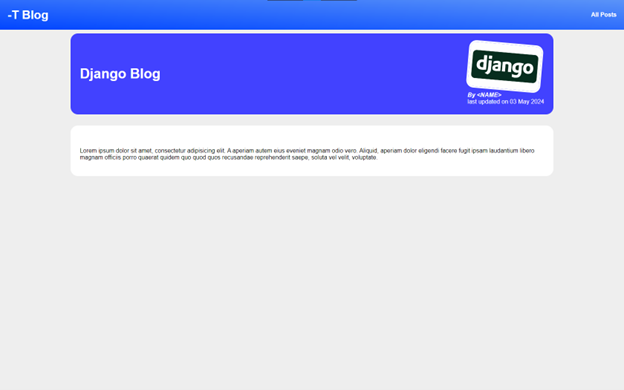 -T Blog
All Posts
Django Blog
django
By <NAME>
last updated on 03 May 2024
Lorem ipsum dolor sit amet, consectetur adipisicing elit. A aperiam autem eius eveniet magnam odio vero. Aliquid, aperiam dolor eligendi facere fugit ipsam laudantium libero
magnam officiis porro quaerat quidem quo quod quos recusandae reprehenderit saepe, soluta vel velit, voluptate.